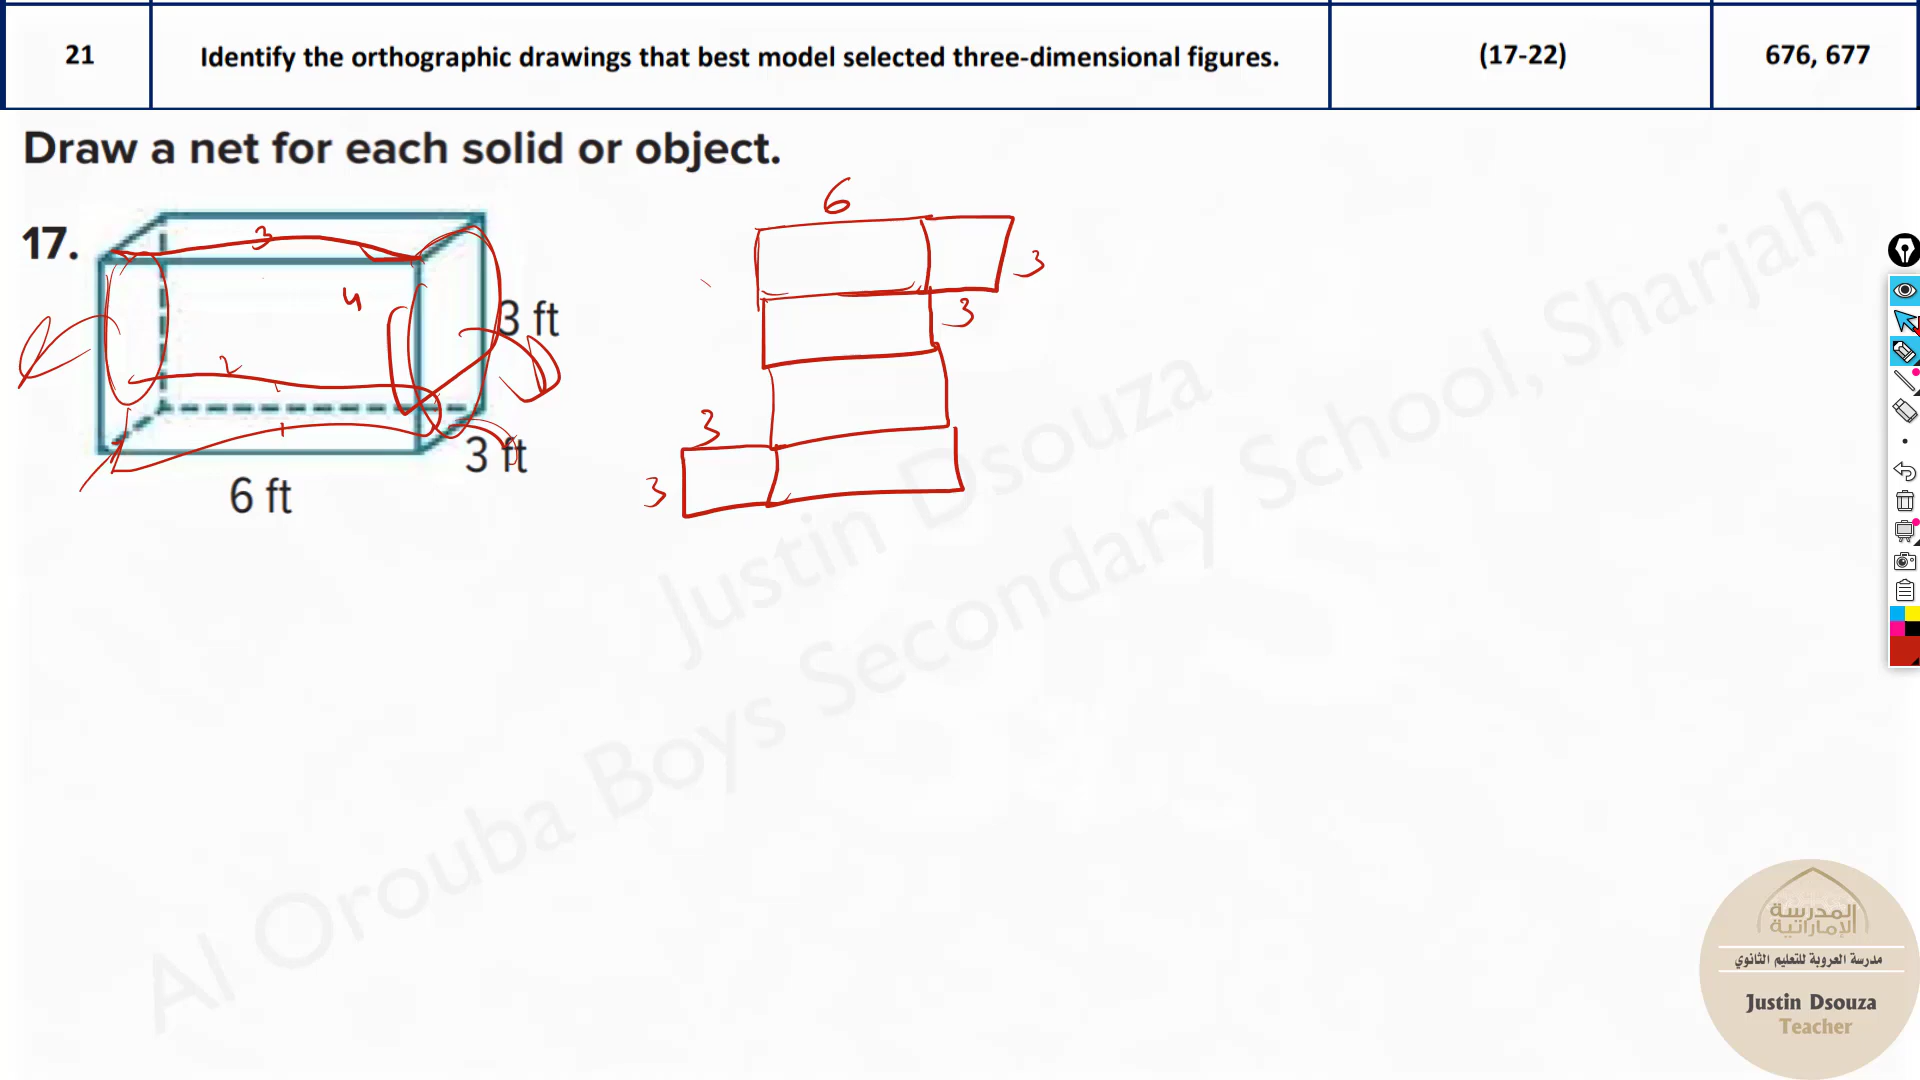 21 Identify the orthographic drawings that best model selected three-dimensional figures. (17-22) 676, 677
Draw a net for each solid or object.
17.
3
4
2
1
3 ft
3 ft
6 ft
6
3
3
3
3
Justin Dsouza
Al Orouba Boys Secondary School, Sharjah
المدرسة
الإماراتية
مدرسة العروبة للتعليم الثانوي
Justin Dsouza
Teacher